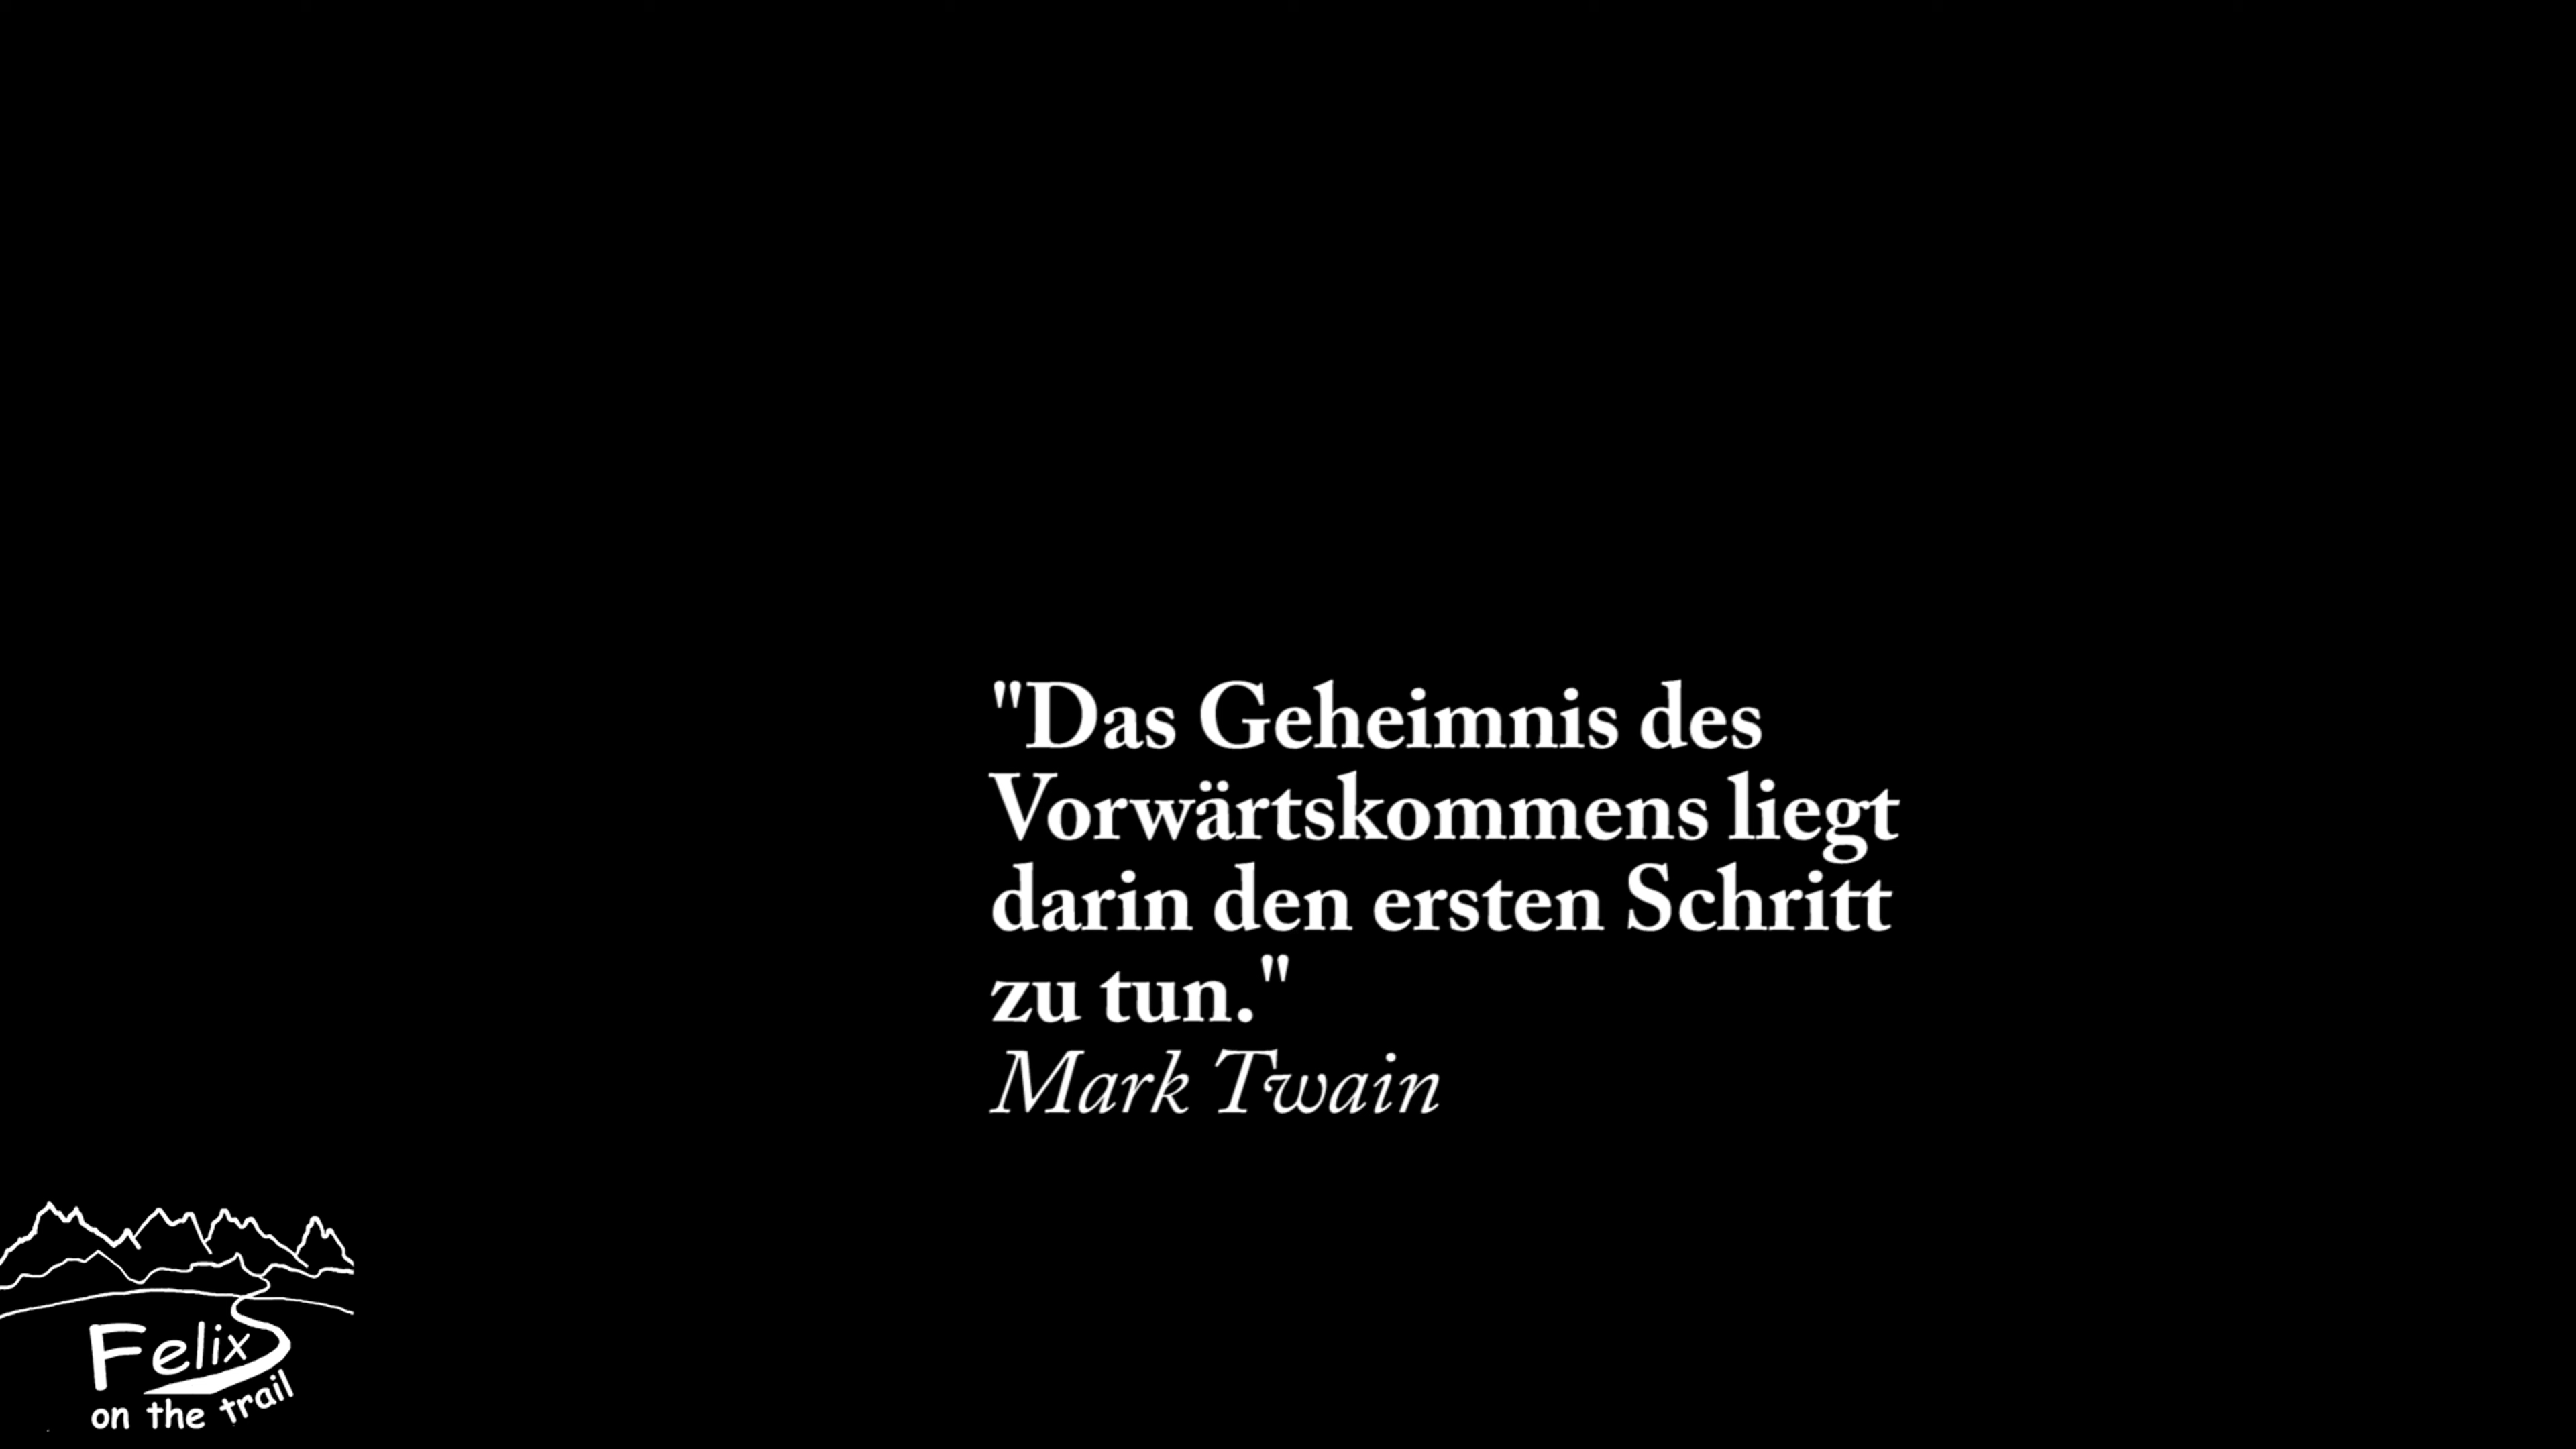 "Das Geheimnis des
Vorwärtskommens liegt
darin den ersten Schritt
zu tun."
Mark Twain
Felix
on the trail